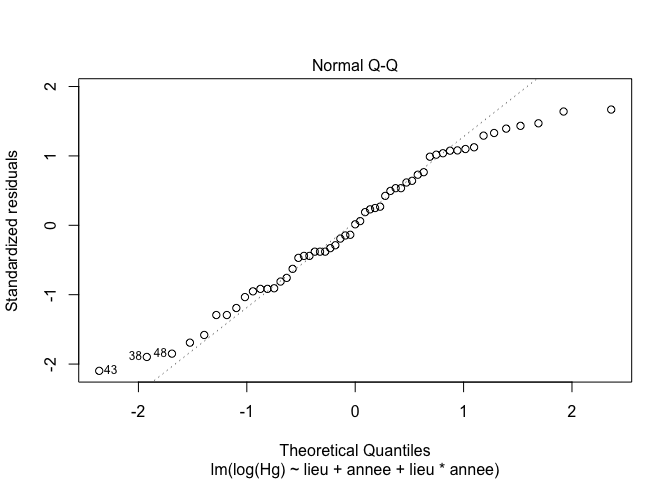 Normal Q-Q
Standardized residuals
2
1
0
-1
-2
43
38
48
-2 -1 0 1 2
Theoretical Quantiles
lm(log(Hg) ~ lieu + annee + lieu * annee)